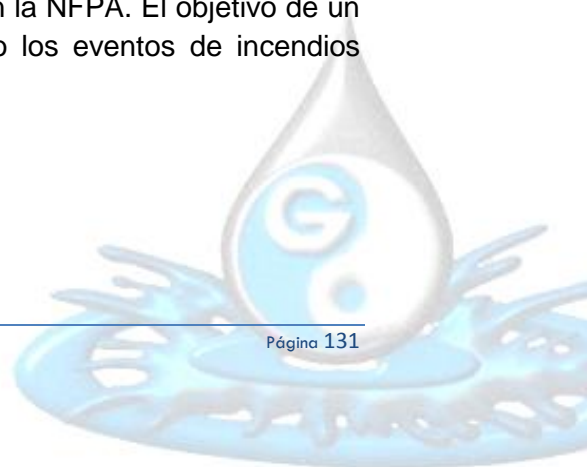 n la NFPA. El objetivo de un
o los eventos de incendios
G
Página 131